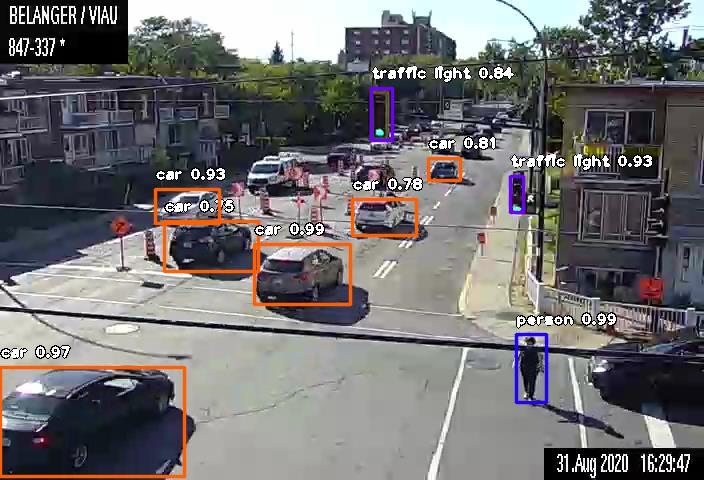 BELANGER / VIAU
847-337 *
traffic light 0.84
car 0.81
traffic light 0.93
car 0.93
car 0.78
car 0.75
car 0.99
person 0.99
car 0.97
31.Aug 2020 16:29:47